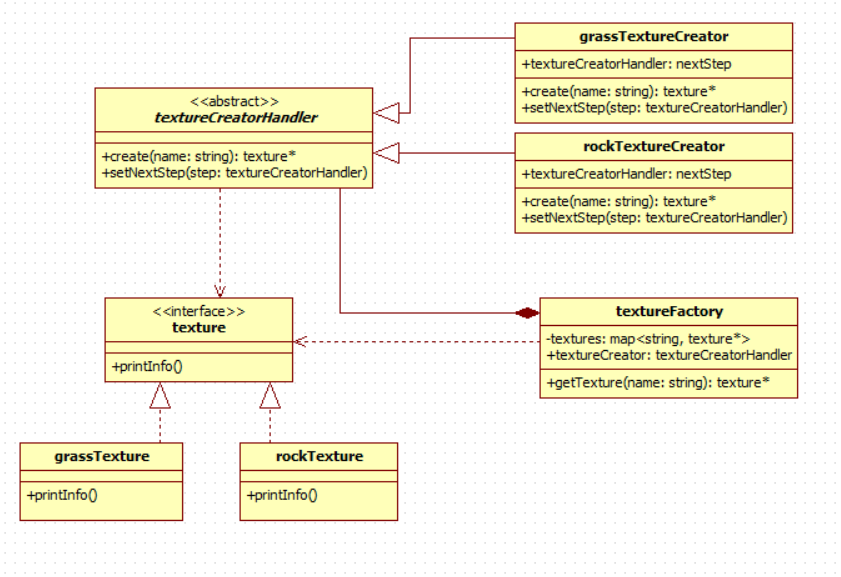 grassTextureCreator
+textureCreatorHandler: nextStep
+create(name: string): texture*
+setNextStep(step: textureCreatorHandler)
<<abstract>>
textureCreatorHandler
+create(name: string): texture*
+setNextStep(step: textureCreatorHandler)
rockTextureCreator
+textureCreatorHandler: nextStep
+create(name: string): texture*
+setNextStep(step: textureCreatorHandler)
<<interface>>
texture
+printInfo()
textureFactory
-textures: map<string, texture*>
+textureCreator: textureCreatorHandler
+getTexture(name: string): texture*
grassTexture
+printInfo()
rockTexture
+printInfo()